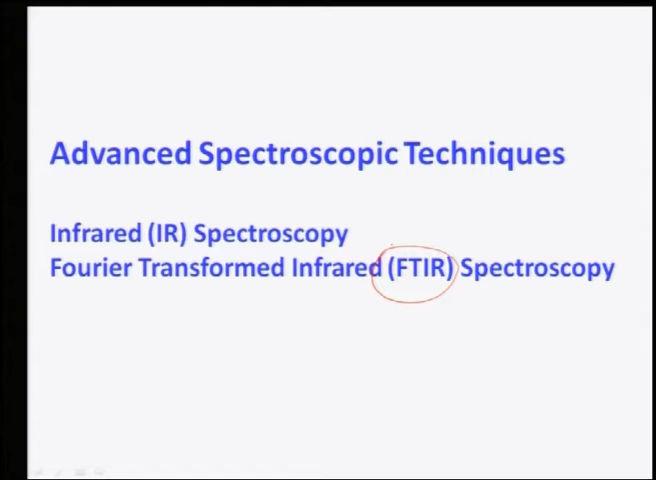 Advanced Spectroscopic Techniques
Infrared (IR) Spectroscopy
Fourier Transformed Infrared (FTIR) Spectroscopy